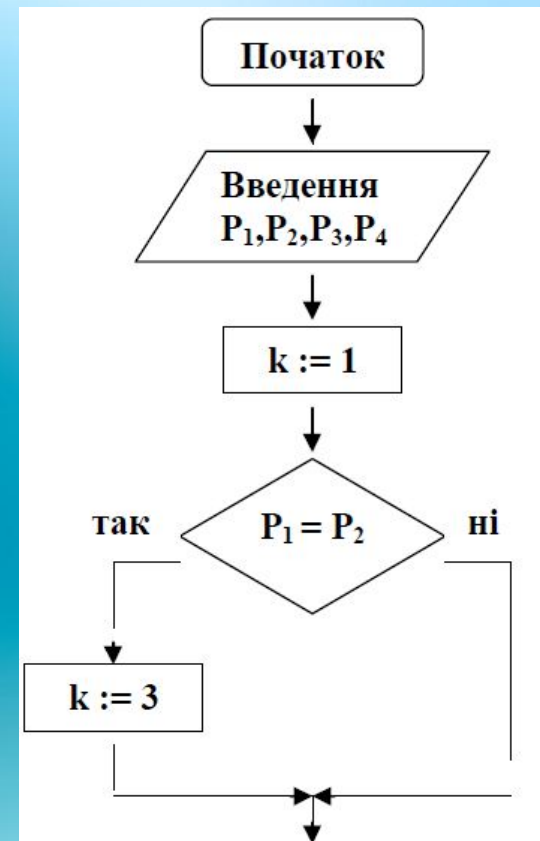 Початок
Введення
P₁,P₂,P₃,P₄
k := 1
так
P₁ = P₂
ні
k := 3